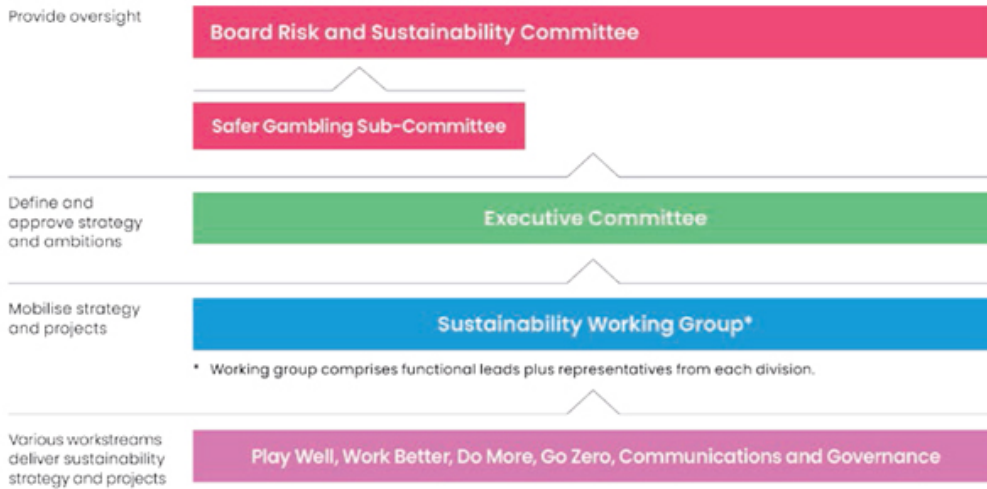 Provide oversight
Board Risk and Sustainability Committee
Safer Gambling Sub-Committee
Define and
approve strategy
and ambitions
Executive Committee
Mobilise strategy
and projects
Sustainability Working Group*
* Working group comprises functional leads plus representatives from each division.
Various workstreams
deliver sustainability
strategy and projects
Play Well, Work Better, Do More, Go Zero, Communications and Governance